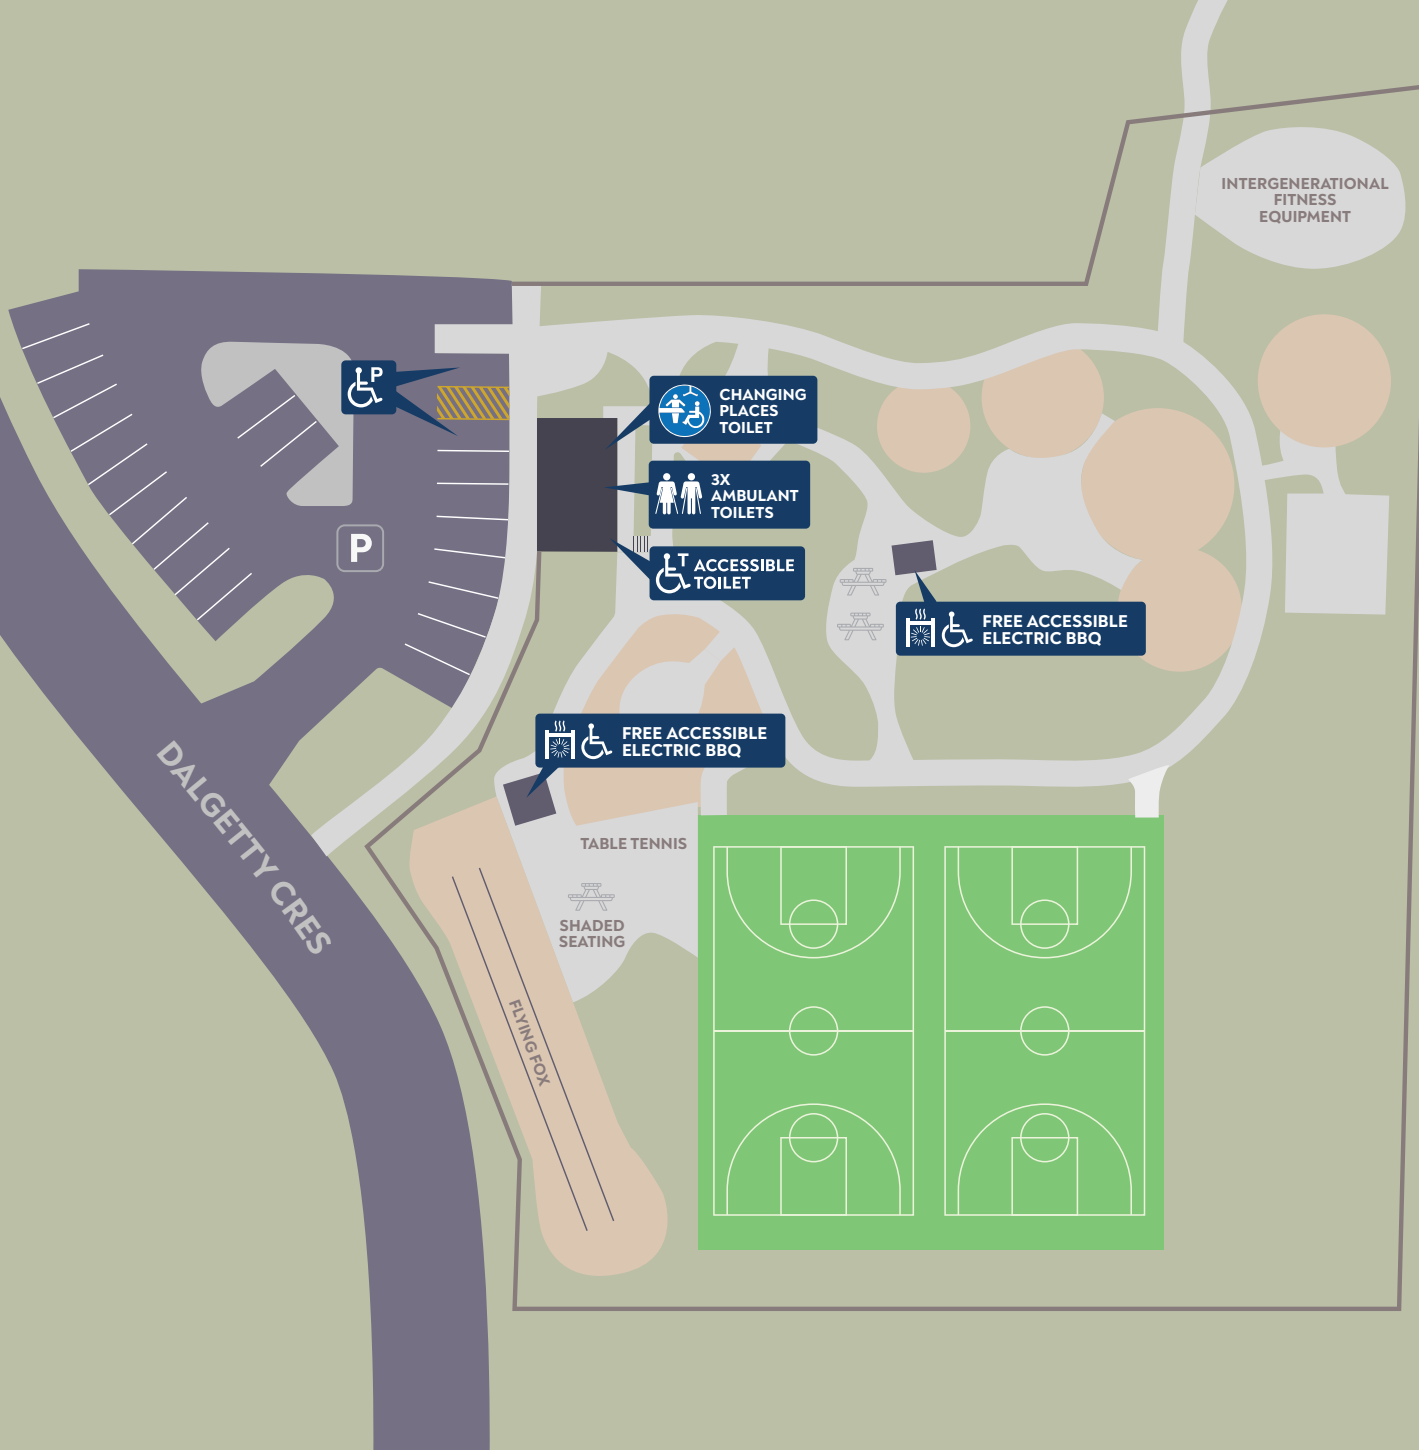 INTERGENERATIONAL
FITNESS
EQUIPMENT
P
CHANGING
PLACES
TOILET
3X
AMBULANT
TOILETS
P
T
ACCESSIBLE
TOILET
FREE ACCESSIBLE
ELECTRIC BBQ
FREE ACCESSIBLE
ELECTRIC BBQ
DALGETTY CRES
TABLE TENNIS
SHADED
SEATING
FLYING FOX